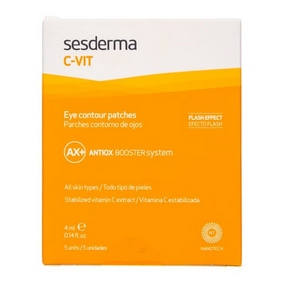 sesderma
C-VIT
Eye contour patches
Parches contorno de ojos
FLASH EFFECT
EFECTO FLASH
AX+ ANTIOX BOOSTER system
All skin types / Todo tipo de pieles
Stabilized vitamin C extract / Vitamina C estabilizada
4 ml e
0.14 fl. oz
5 units / 5 unidades
NANOTECH